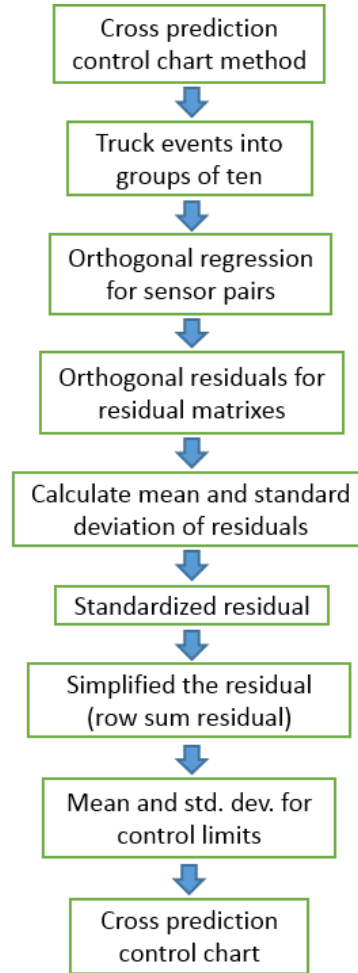 Cross prediction
control chart method
Truck events into
groups of ten
Orthogonal regression
for sensor pairs
Orthogonal residuals for
residual matrixes
Calculate mean and standard
deviation of residuals
Standardized residual
Simplified the residual
(row sum residual)
Mean and std. dev. for
control limits
Cross prediction
control chart